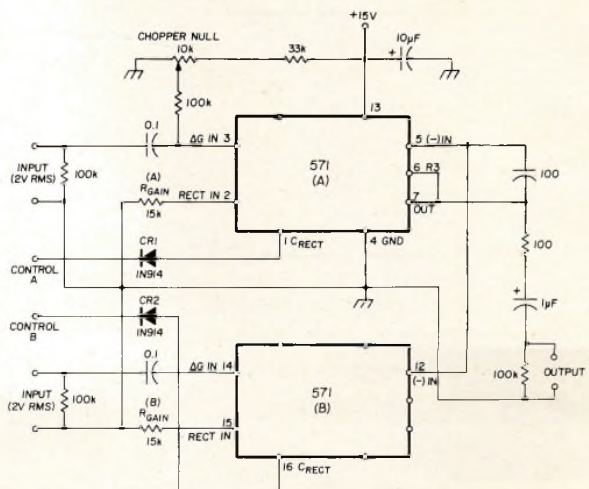 +15V
CHOPPER NULL
10k
33k
10µF
+
100k
13
0.1
ΔG IN 3
5 (-)IN
INPUT
(2V RMS)
100k
(A)
RGAIN
15k
RECT IN 2
571
(A)
6 R3
7
OUT
100
100
CONTROL
A
CR1
IN914
1 CRECT
4 GND
+
1µF
CONTROL
B
CR2
IN914
0.1
ΔG IN 14
12
(-)IN
100k
OUTPUT
INPUT
(2V RMS)
100k
(B)
RGAIN
15k
15
RECT IN
571
(B)
16 CRECT